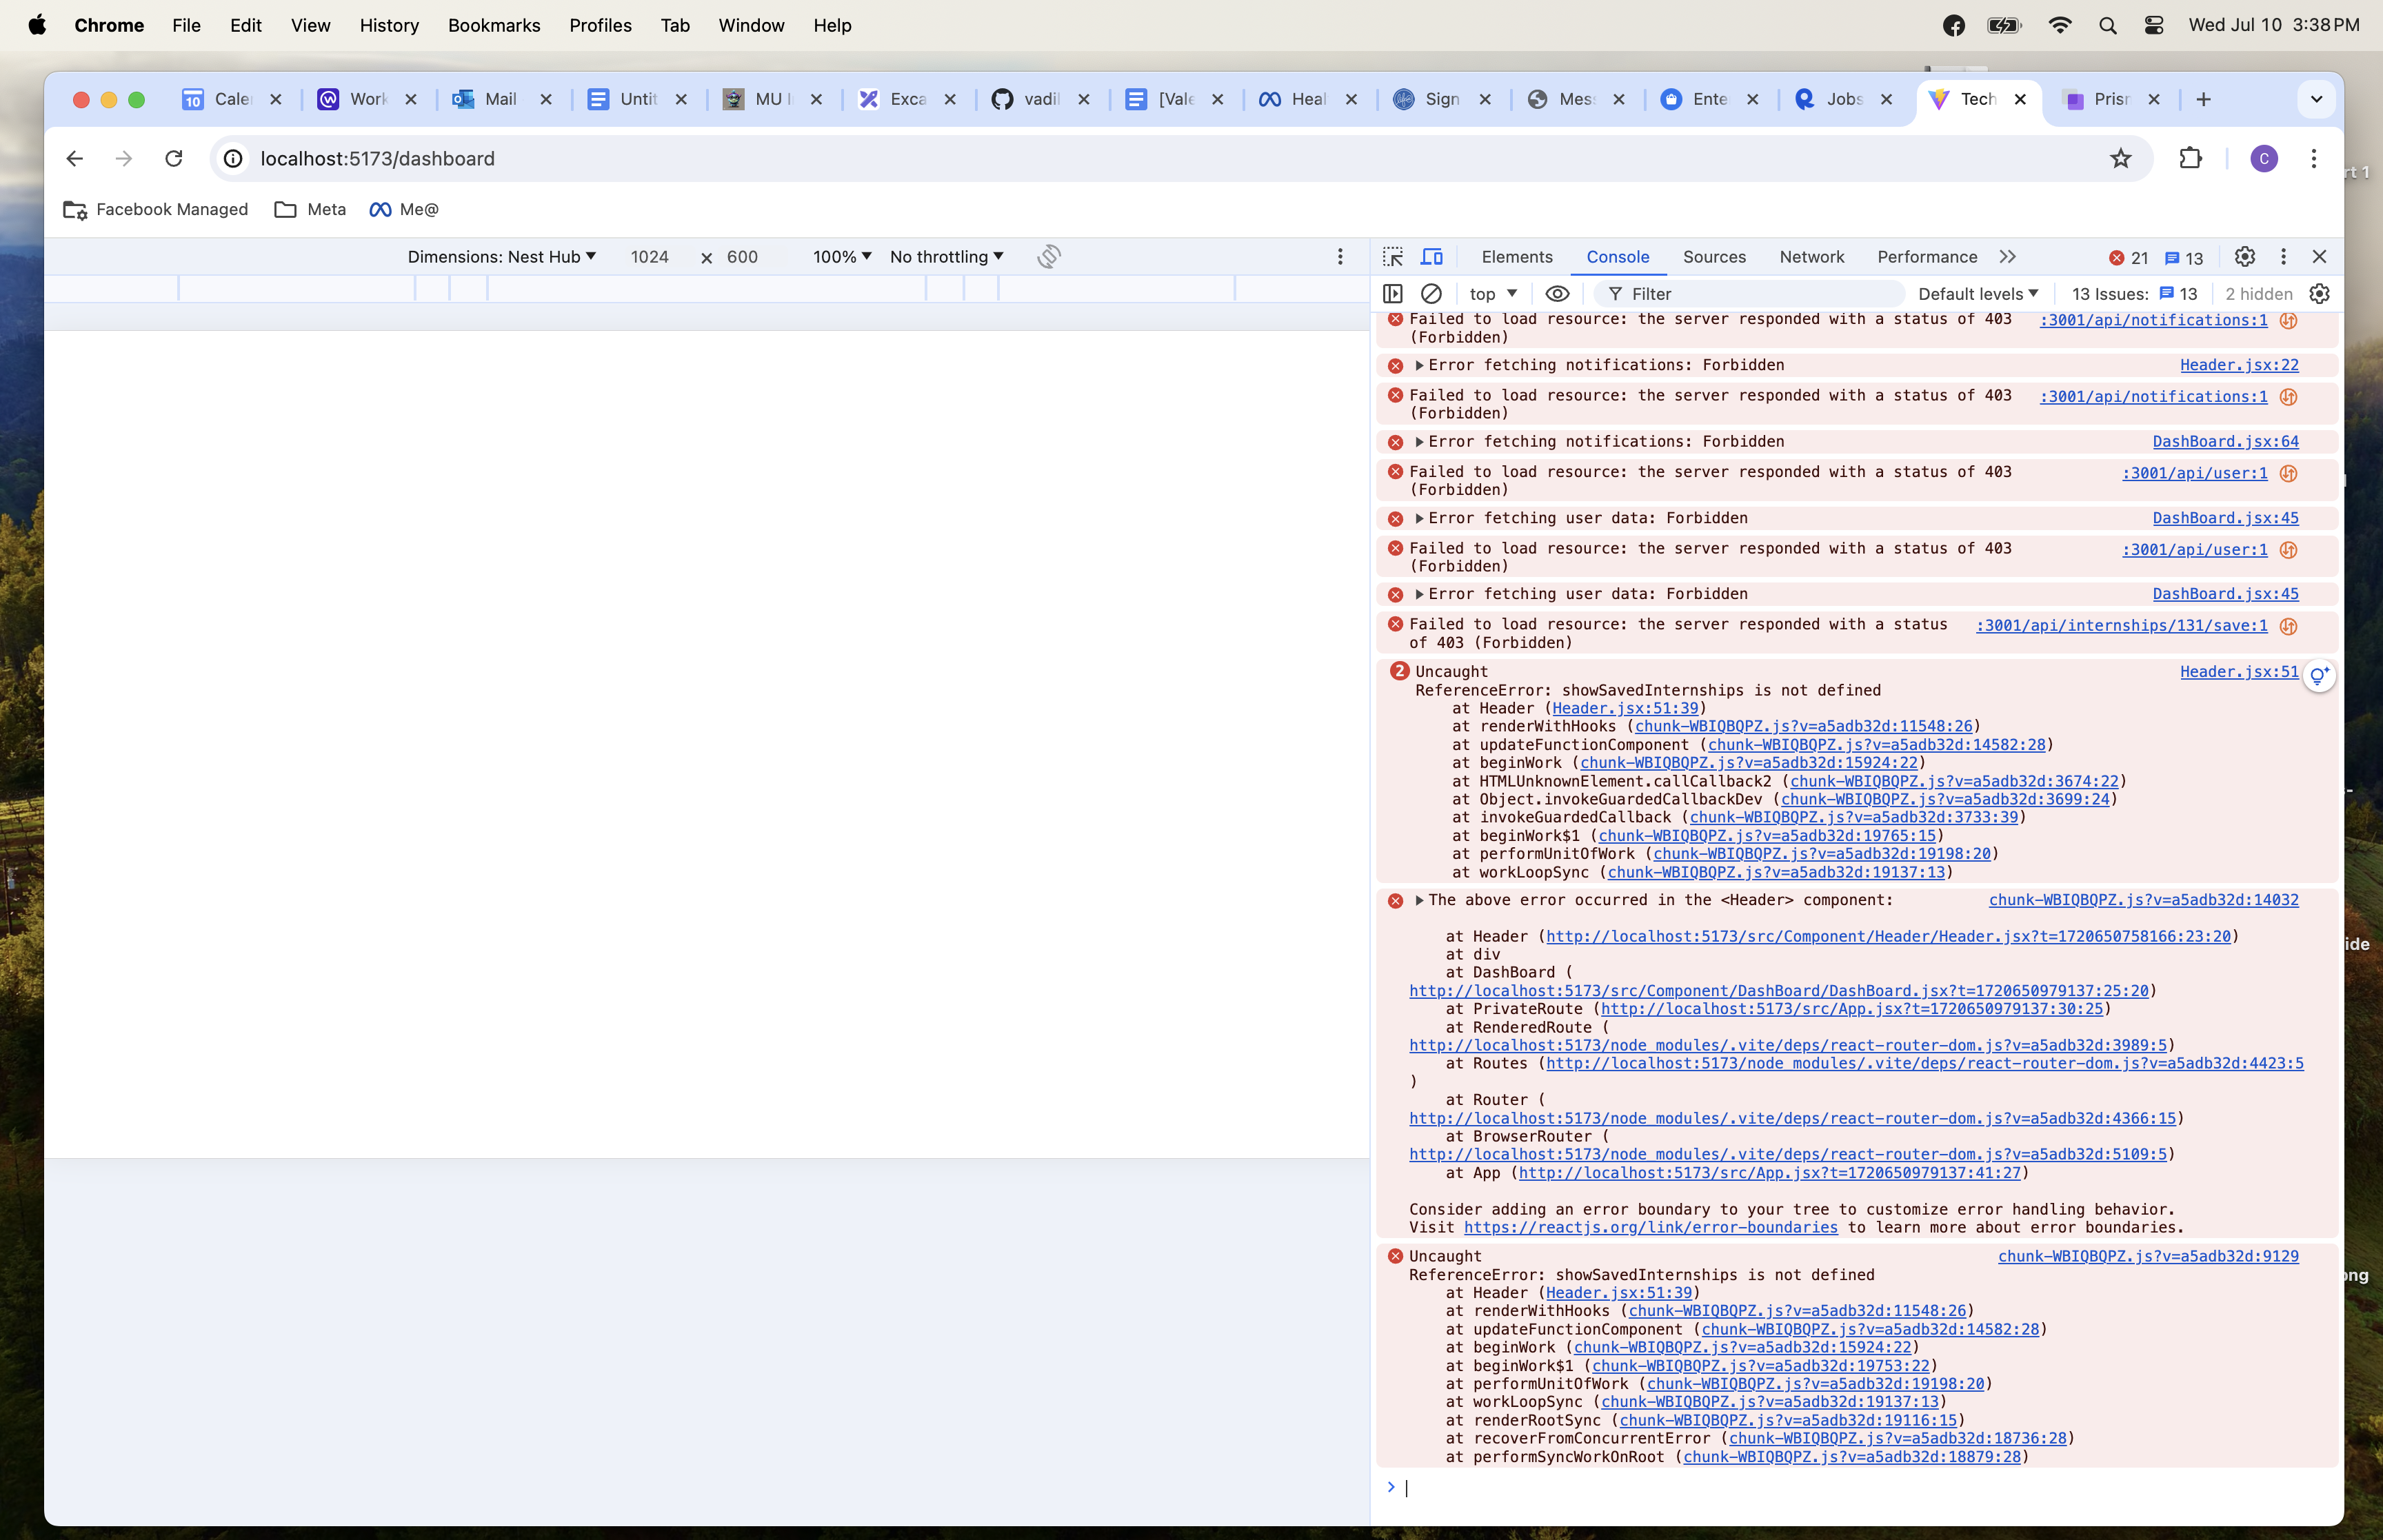 Chrome File Edit View History Bookmarks Profiles Tab Window Help Wed Jul 10 3:38 PM
10 Cale Work Mail Untit MU I Exca vadil [Vale Heal Sign Mess Ente Jobs Tech Prisr
localhost:5173/dashboard C
Facebook Managed Meta Me@
Dimensions: Nest Hub 1024 × 600 100% No throttling
Elements Console Sources Network Performance 21 13
top Filter Default levels 13 Issues: 13 2 hidden
Failed to load resource: the server responded with a status of 403 :3001/api/notifications:1
(Forbidden)
Error fetching notifications: Forbidden Header.jsx:22
Failed to load resource: the server responded with a status of 403 :3001/api/notifications:1
(Forbidden)
Error fetching notifications: Forbidden DashBoard.jsx:64
Failed to load resource: the server responded with a status of 403 :3001/api/user:1
(Forbidden)
Error fetching user data: Forbidden DashBoard.jsx:45
Failed to load resource: the server responded with a status of 403 :3001/api/user:1
(Forbidden)
Error fetching user data: Forbidden DashBoard.jsx:45
Failed to load resource: the server responded with a status :3001/api/internships/131/save:1
of 403 (Forbidden)
2 Uncaught Header.jsx:51
ReferenceError: showSavedInternships is not defined
at Header (Header.jsx:51:39)
at renderWithHooks (chunk-WBIQBQPZ.js?v=a5adb32d:11548:26)
at updateFunctionComponent (chunk-WBIQBQPZ.js?v=a5adb32d:14582:28)
at beginWork (chunk-WBIQBQPZ.js?v=a5adb32d:15924:22)
at HTMLUnknownElement.callCallback2 (chunk-WBIQBQPZ.js?v=a5adb32d:3674:22)
at Object.invokeGuardedCallbackDev (chunk-WBIQBQPZ.js?v=a5adb32d:3699:24)
at invokeGuardedCallback (chunk-WBIQBQPZ.js?v=a5adb32d:3733:39)
at beginWork$1 (chunk-WBIQBQPZ.js?v=a5adb32d:19765:15)
at performUnitOfWork (chunk-WBIQBQPZ.js?v=a5adb32d:19198:20)
at workLoopSync (chunk-WBIQBQPZ.js?v=a5adb32d:19137:13)
The above error occurred in the <Header> component: chunk-WBIQBQPZ.js?v=a5adb32d:14032
at Header (http://localhost:5173/src/Component/Header/Header.jsx?t=1720650758166:23:20)
at div
at DashBoard (
http://localhost:5173/src/Component/DashBoard/DashBoard.jsx?t=1720650979137:25:20)
at PrivateRoute (http://localhost:5173/src/App.jsx?t=1720650979137:30:25)
at RenderedRoute (
http://localhost:5173/node_modules/.vite/deps/react-router-dom.js?v=a5adb32d:3989:5)
at Routes (http://localhost:5173/node_modules/.vite/deps/react-router-dom.js?v=a5adb32d:4423:5
)
at Router (
http://localhost:5173/node_modules/.vite/deps/react-router-dom.js?v=a5adb32d:4366:15)
at BrowserRouter (
http://localhost:5173/node_modules/.vite/deps/react-router-dom.js?v=a5adb32d:5109:5)
at App (http://localhost:5173/src/App.jsx?t=1720650979137:41:27)
Consider adding an error boundary to your tree to customize error handling behavior.
Visit https://reactjs.org/link/error-boundaries to learn more about error boundaries.
Uncaught chunk-WBIQBQPZ.js?v=a5adb32d:9129
ReferenceError: showSavedInternships is not defined
at Header (Header.jsx:51:39)
at renderWithHooks (chunk-WBIQBQPZ.js?v=a5adb32d:11548:26)
at updateFunctionComponent (chunk-WBIQBQPZ.js?v=a5adb32d:14582:28)
at beginWork (chunk-WBIQBQPZ.js?v=a5adb32d:15924:22)
at beginWork$1 (chunk-WBIQBQPZ.js?v=a5adb32d:19753:22)
at performUnitOfWork (chunk-WBIQBQPZ.js?v=a5adb32d:19198:20)
at workLoopSync (chunk-WBIQBQPZ.js?v=a5adb32d:19137:13)
at renderRootSync (chunk-WBIQBQPZ.js?v=a5adb32d:19116:15)
at recoverFromConcurrentError (chunk-WBIQBQPZ.js?v=a5adb32d:18736:28)
at performSyncWorkOnRoot (chunk-WBIQBQPZ.js?v=a5adb32d:18879:28)
rt 1
ide
png